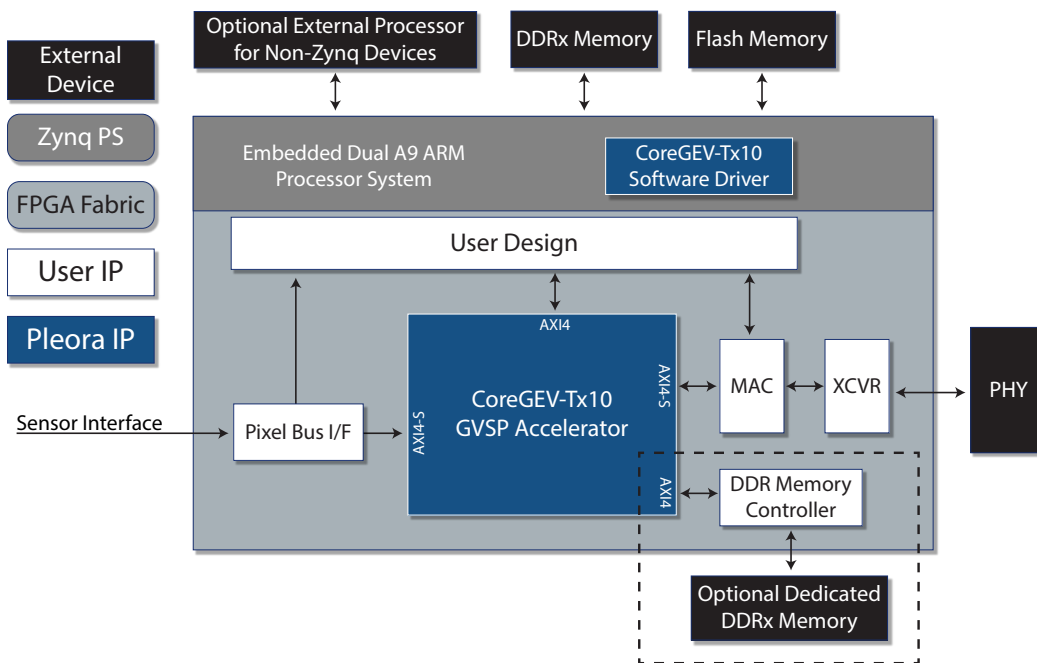 External
Device
Zynq PS
FPGA Fabric
User IP
Pleora IP
Optional External Processor
for Non-Zynq Devices
DDRx Memory
Flash Memory
Embedded Dual A9 ARM
Processor System
CoreGEV-Tx10
Software Driver
User Design
AXI4
CoreGEV-Tx10
GVSP Accelerator
AXI4-S
AXI4-S
AXI4
Sensor Interface
Pixel Bus I/F
MAC
XCVR
PHY
DDR Memory
Controller
Optional Dedicated
DDRx Memory